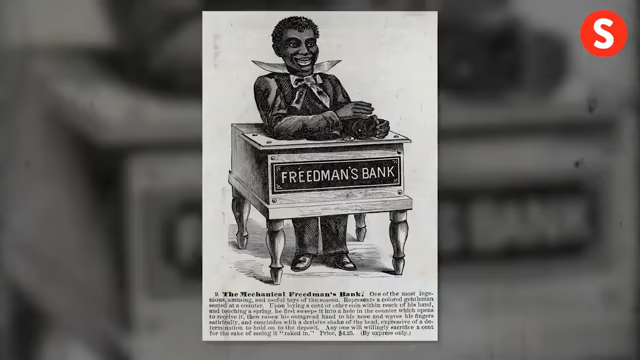 S
FREEDMAN'S BANK
9. The Mechanical Freedman's Bank. One of the most inge-
nious, amusing, and useful toys of the season. Represents a colored gentleman
seated at a counter. Upon laying a cent or other coin within reach of his hand,
and touching a spring, he first sweeps it into a hole in the counter which opens
to receive it, then raises his outspread hand to his nose and waves his fingers
satirically, and concludes with a derisive shake of the head, expressive of a de-
termination to hold on to the deposit. Any one will willingly sacrifice a cent
for the sake of seeing it "raked in." Price, $4.25. (By express only.)